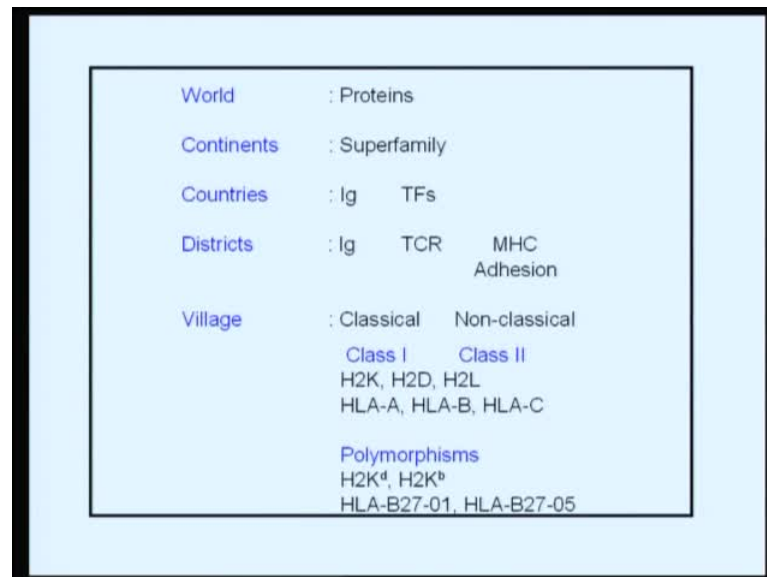 World : Proteins
Continents : Superfamily
Countries : Ig TFs
Districts : Ig TCR MHC
Adhesion
Village : Classical Non-classical
Class I Class II
H2K, H2D, H2L
HLA-A, HLA-B, HLA-C
Polymorphisms
H2Kᵈ, H2Kᵇ
HLA-B27-01, HLA-B27-05